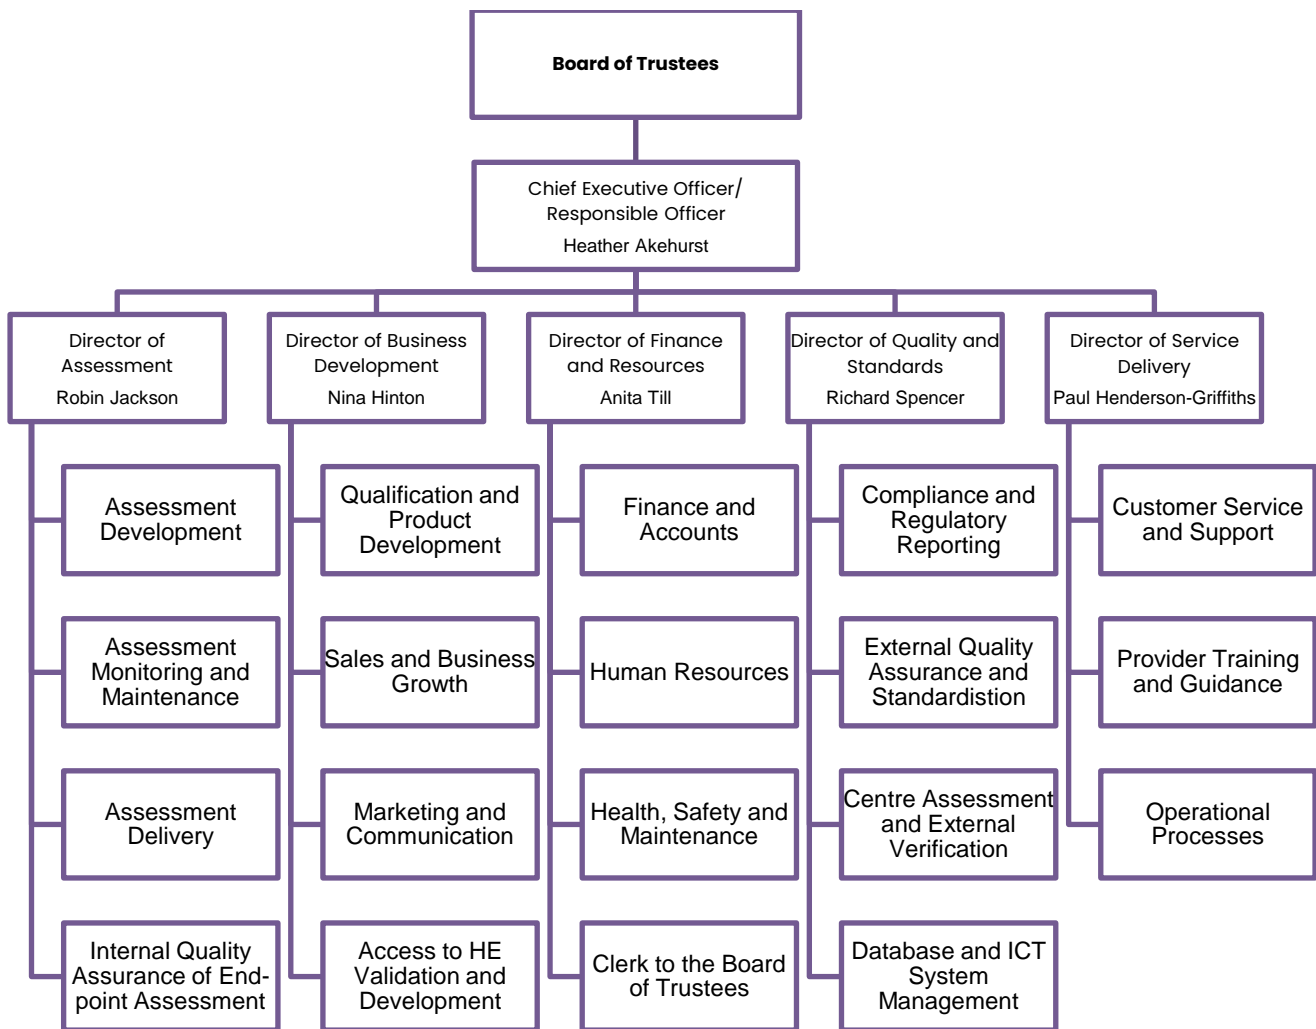 Board of Trustees
Chief Executive Officer/
Responsible Officer
Heather Akehurst
Director of
Assessment
Robin Jackson
Director of Business
Development
Nina Hinton
Director of Finance
and Resources
Anita Till
Director of Quality and
Standards
Richard Spencer
Director of Service
Delivery
Paul Henderson-Griffiths
Assessment
Development
Qualification and
Product
Development
Finance and
Accounts
Compliance and
Regulatory
Reporting
Customer Service
and Support
Assessment
Monitoring and
Maintenance
Sales and Business
Growth
Human Resources
External Quality
Assurance and
Standardistion
Provider Training
and Guidance
Assessment
Delivery
Marketing and
Communication
Health, Safety and
Maintenance
Centre Assessment
and External
Verification
Operational
Processes
Internal Quality
Assurance of End-
point Assessment
Access to HE
Validation and
Development
Clerk to the Board
of Trustees
Database and ICT
System
Management